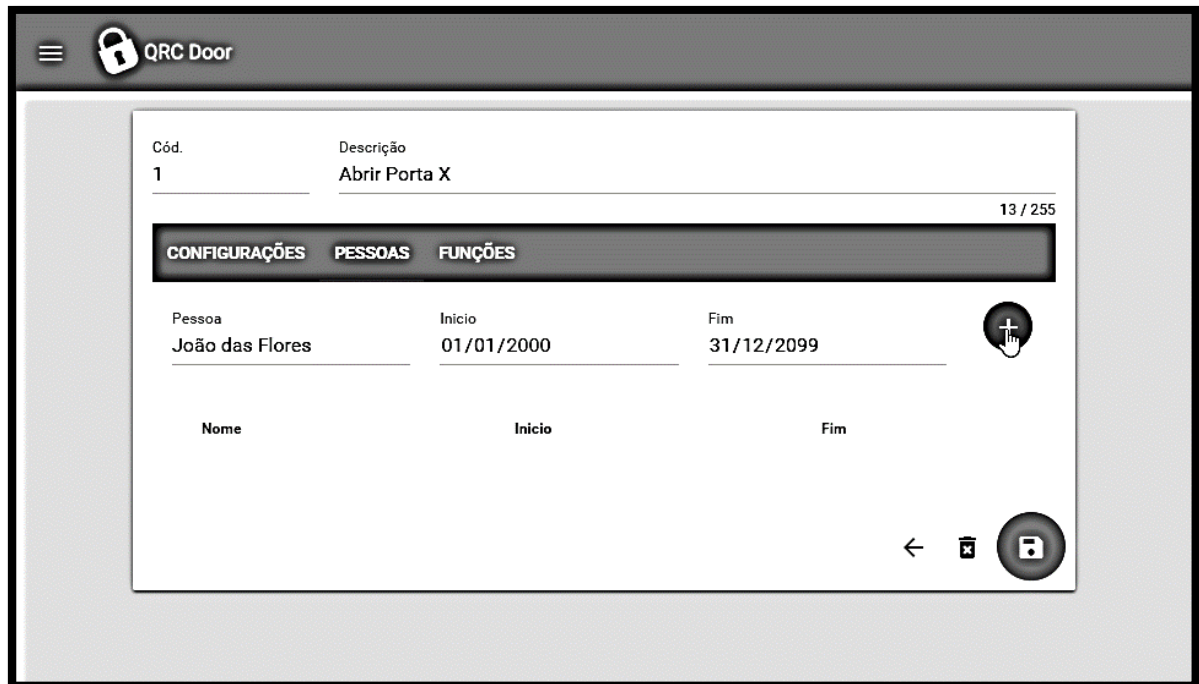 QRC Door
Cód. Descrição
1 Abrir Porta X
13 / 255
CONFIGURAÇÕES PESSOAS FUNÇÕES
Pessoa Inicio Fim
João das Flores 01/01/2000 31/12/2099
Nome Inicio Fim